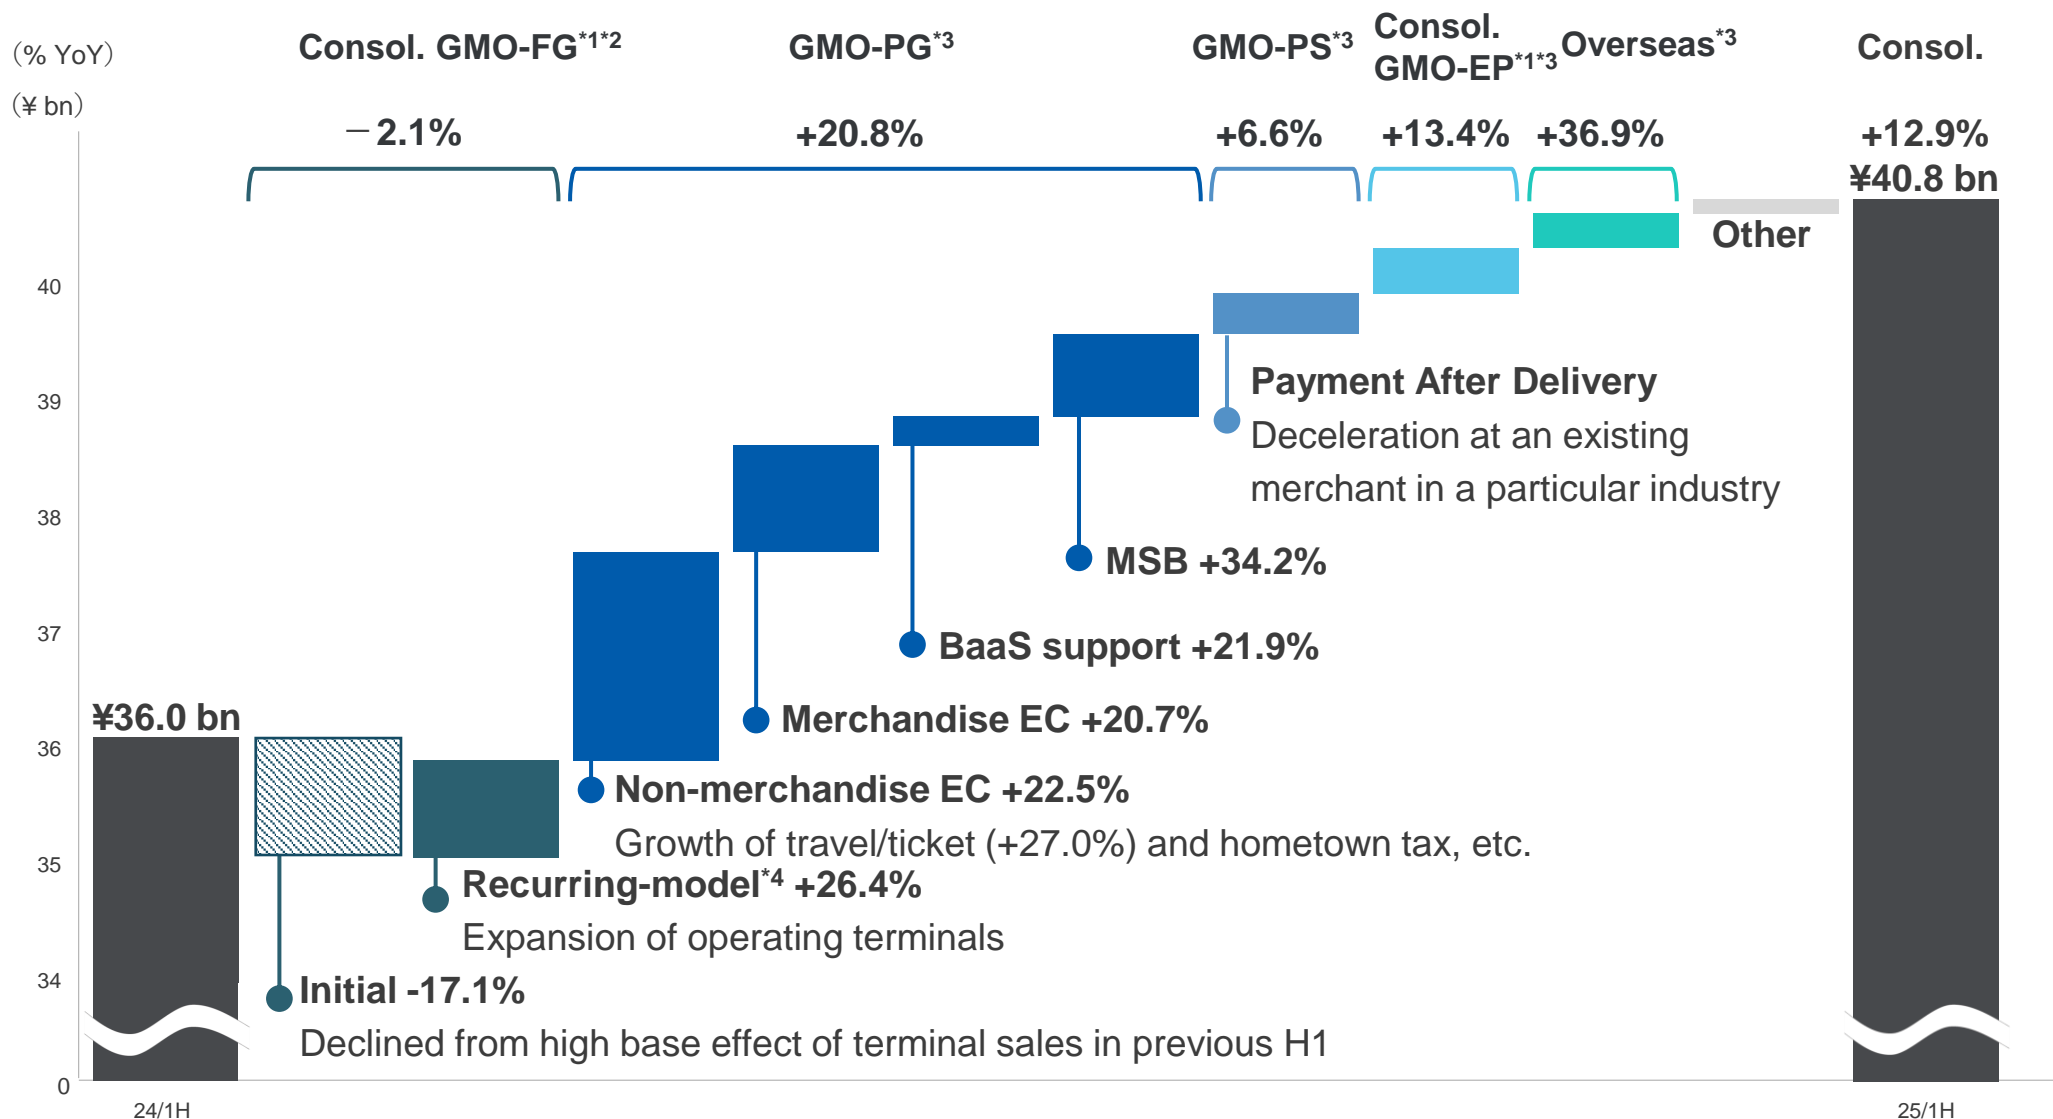 （% YoY）
（¥ bn）
Consol. GMO-FG*1*2
GMO-PG*3
GMO-PS*3
Consol.
GMO-EP*1*3
Overseas*3
Consol.
－2.1%
+20.8%
+6.6%
+13.4%
+36.9%
+12.9%
¥40.8 bn
Other
40
39
38
37
36
35
34
0
Payment After Delivery
Deceleration at an existing
merchant in a particular industry
MSB +34.2%
BaaS support +21.9%
Merchandise EC +20.7%
¥36.0 bn
Non-merchandise EC +22.5%
Growth of travel/ticket (+27.0%) and hometown tax, etc.
Recurring-model*4 +26.4%
Expansion of operating terminals
Initial -17.1%
Declined from high base effect of terminal sales in previous H1
24/1H
25/1H